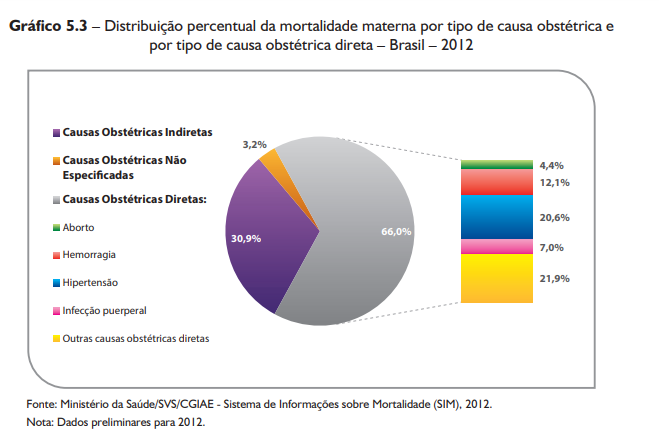 Gráfico 5.3 – Distribuição percentual da mortalidade materna por tipo de causa obstétrica e
por tipo de causa obstétrica direta – Brasil – 2012
Causas Obstétricas Indiretas
Causas Obstétricas Não
Especificadas
Causas Obstétricas Diretas:
Aborto
Hemorragia
Hipertensão
Infecção puerperal
Outras causas obstétricas diretas
3,2%
30,9%
66,0%
4,4%
12,1%
20,6%
7,0%
21,9%
Fonte: Ministério da Saúde/SVS/CGIAE - Sistema de Informações sobre Mortalidade (SIM), 2012.
Nota: Dados preliminares para 2012.